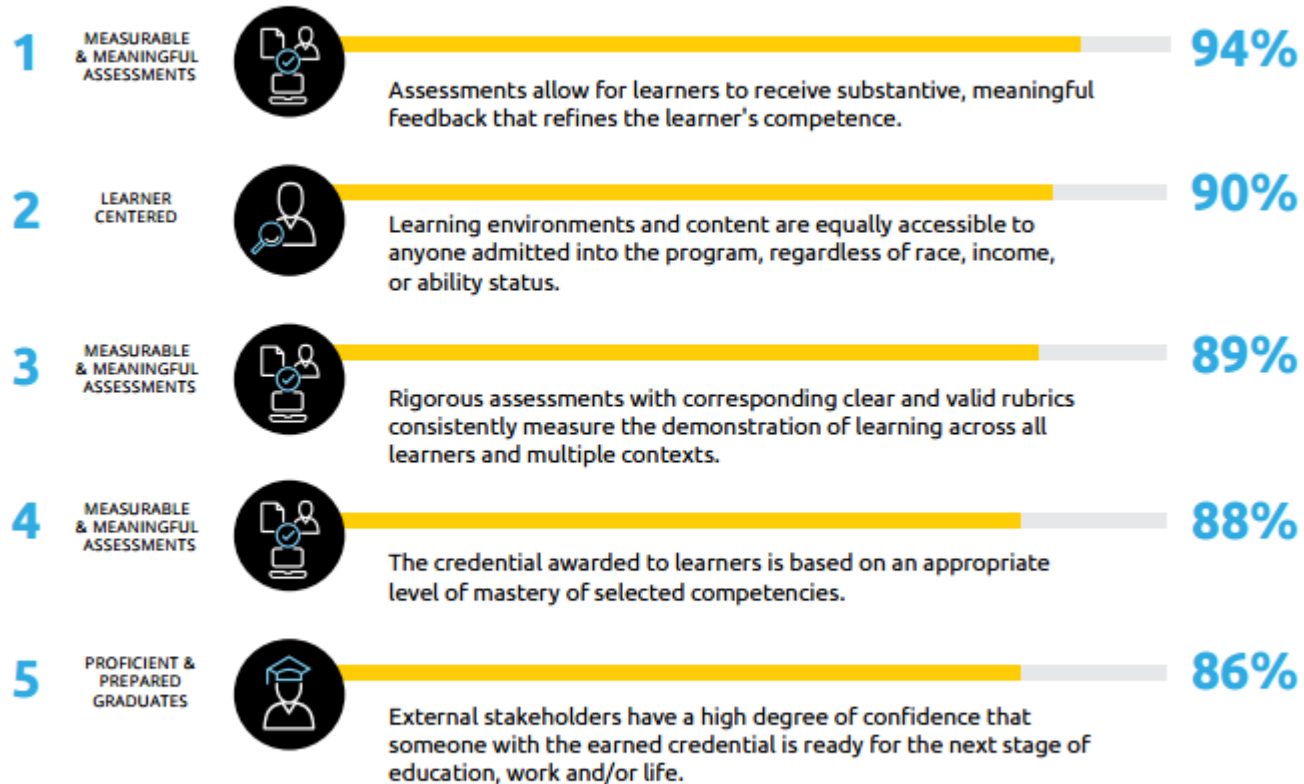 1
MEASURABLE
& MEANINGFUL
ASSESSMENTS
94%
Assessments allow for learners to receive substantive, meaningful
feedback that refines the learner's competence.
2
LEARNER
CENTERED
90%
Learning environments and content are equally accessible to
anyone admitted into the program, regardless of race, income,
or ability status.
3
MEASURABLE
& MEANINGFUL
ASSESSMENTS
89%
Rigorous assessments with corresponding clear and valid rubrics
consistently measure the demonstration of learning across all
learners and multiple contexts.
4
MEASURABLE
& MEANINGFUL
ASSESSMENTS
88%
The credential awarded to learners is based on an appropriate
level of mastery of selected competencies.
5
PROFICIENT &
PREPARED
GRADUATES
86%
External stakeholders have a high degree of confidence that
someone with the earned credential is ready for the next stage of
education, work and/or life.